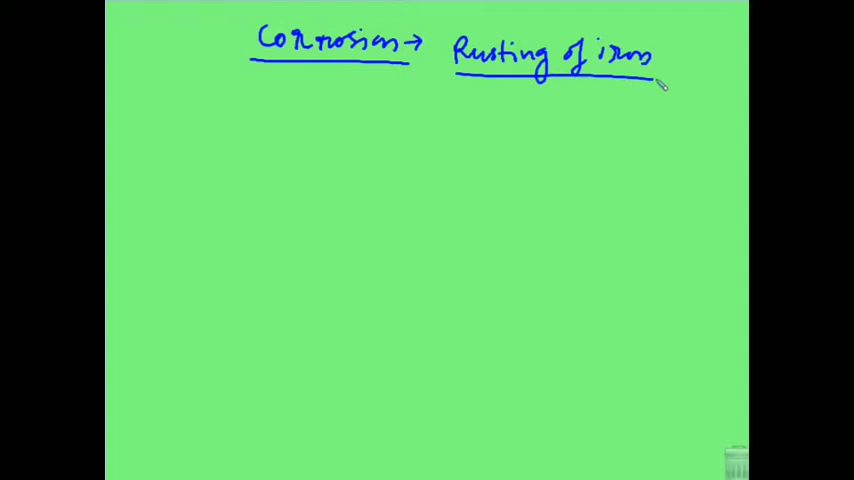 Corrosion → Rusting of iron